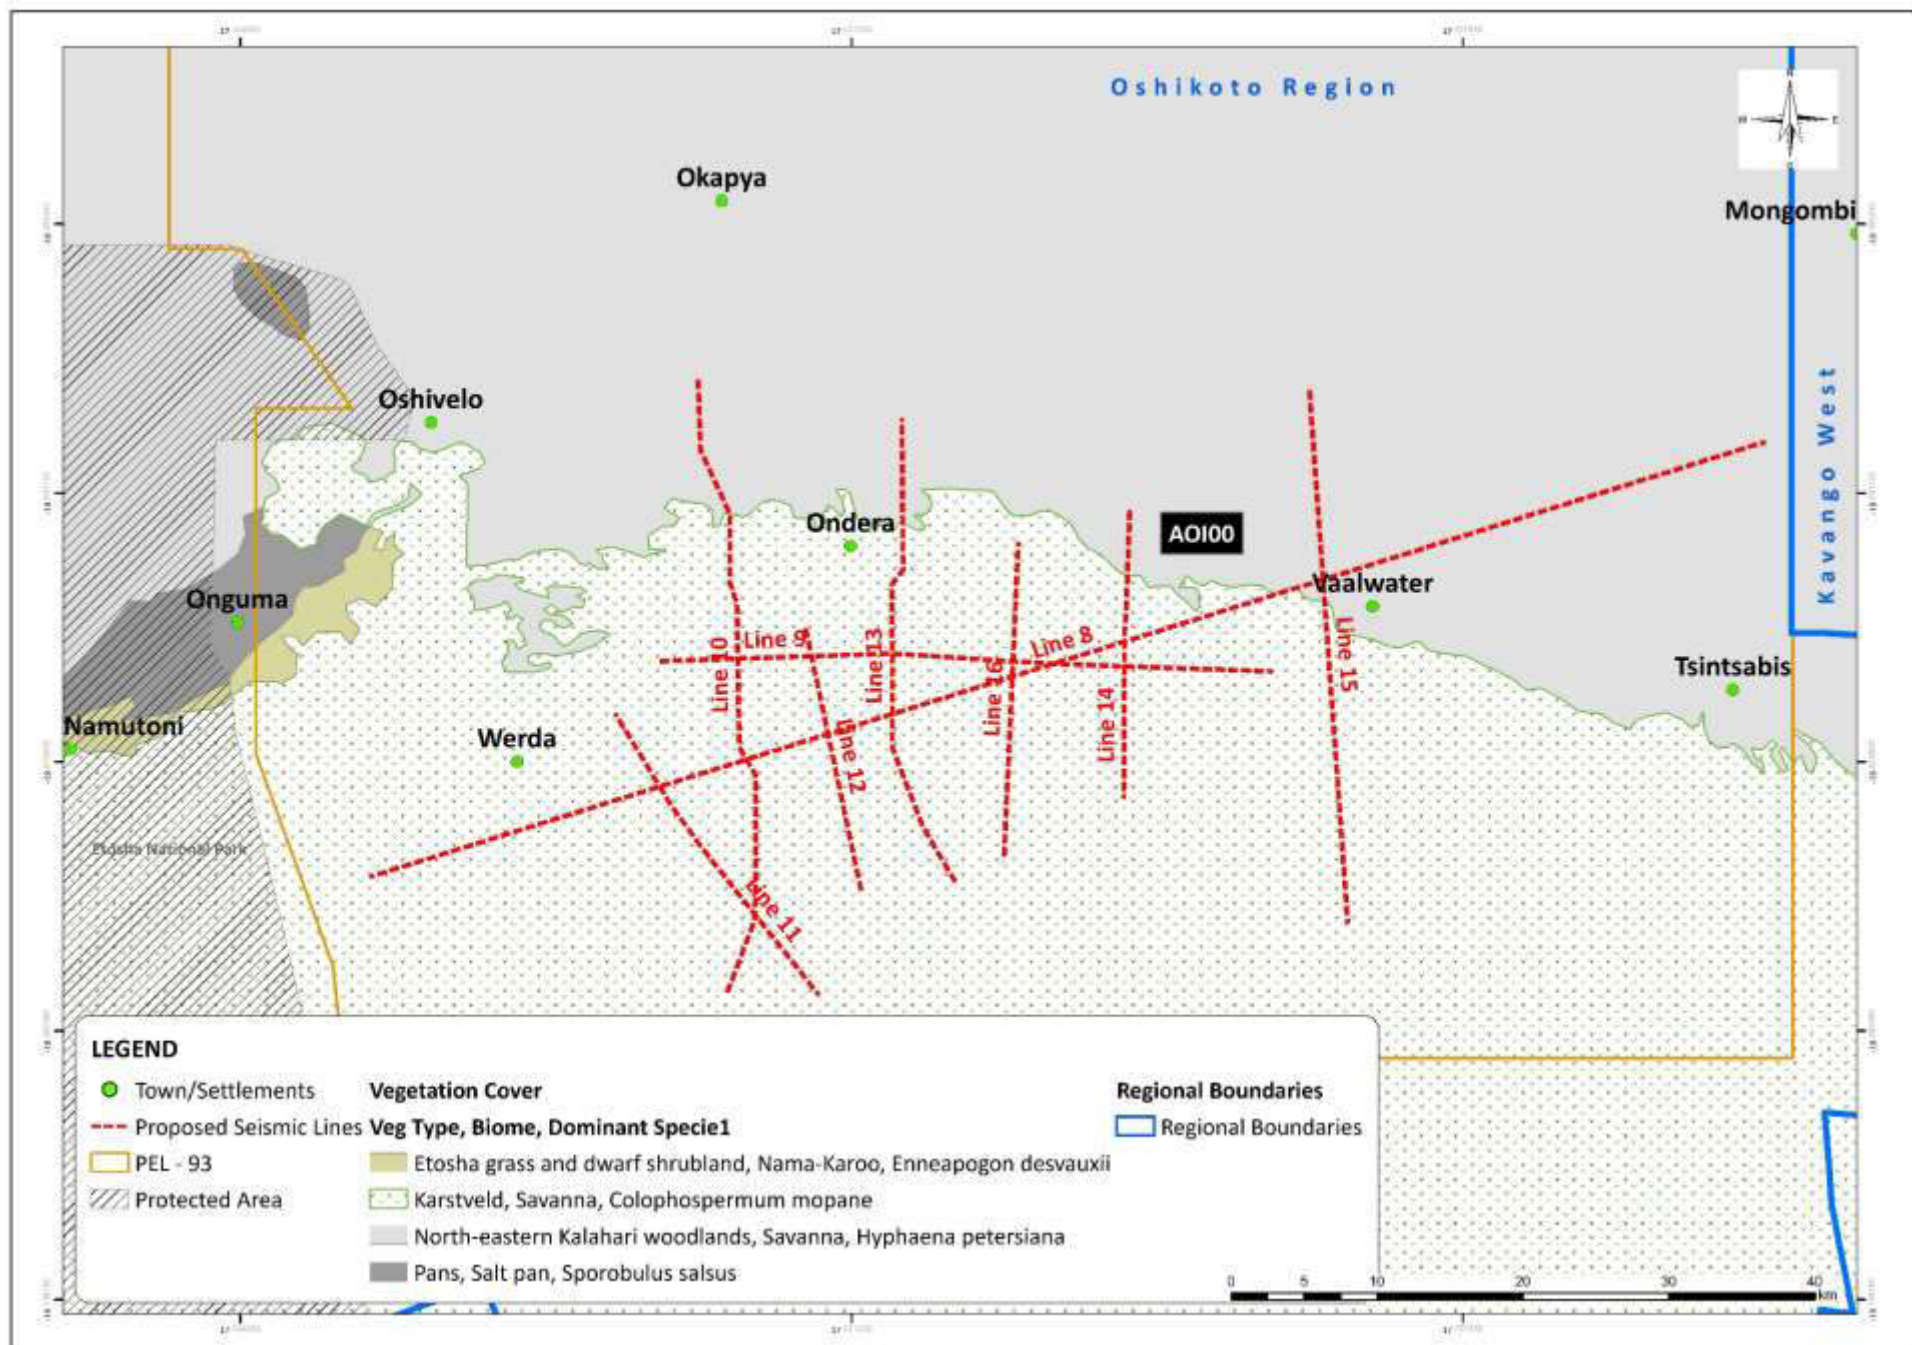 Oshikoto Region
N
E
Okapya
Mongombi
Kavango West
Oshivelo
Ondera
AOI00
Vaalwater
Onguma
Line 9
Line 8
Line 10
Line 13
Line 16
Line 14
Line 15
Line 12
Line 11
Tsintsabis
Namutoni
Werda
Etosha National Park
LEGEND
Town/Settlements
Proposed Seismic Lines
PEL - 93
Protected Area
Vegetation Cover
Veg Type, Biome, Dominant Specie1
Etosha grass and dwarf shrubland, Nama-Karoo, Enneapogon desvauxii
Karstveld, Savanna, Colophospermum mopane
North-eastern Kalahari woodlands, Savanna, Hyphaena petersiana
Pans, Salt pan, Sporobulus salsus
Regional Boundaries
Regional Boundaries
0 5 10 20 30 40
km